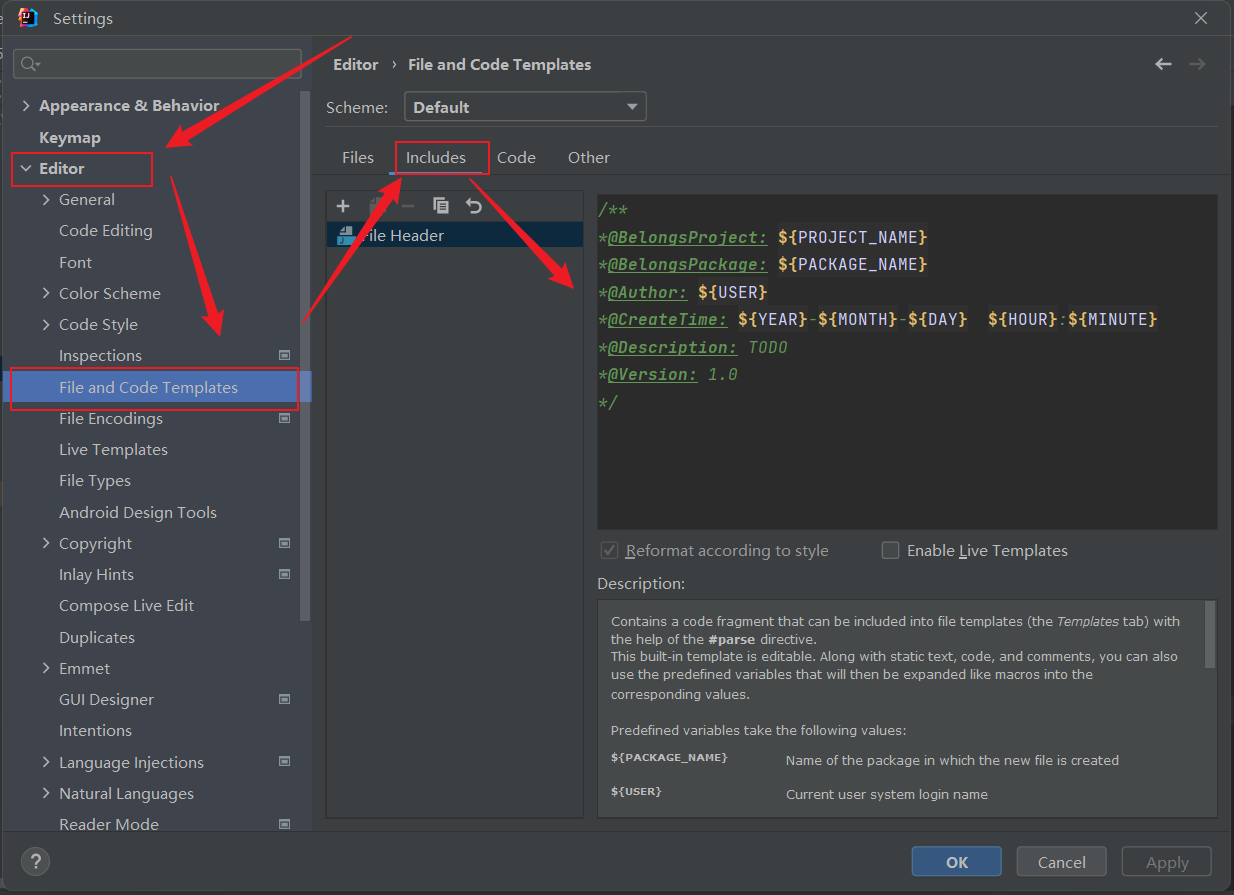 Settings
Appearance & Behavior
Keymap
Editor
General
Code Editing
Font
Color Scheme
Code Style
Inspections
File and Code Templates
File Encodings
Live Templates
File Types
Android Design Tools
Copyright
Inlay Hints
Compose Live Edit
Duplicates
Emmet
GUI Designer
Intentions
Language Injections
Natural Languages
Reader Mode
Editor › File and Code Templates
Scheme: Default
Files Includes Code Other
File Header
/**
*@BelongsProject: ${PROJECT_NAME}
*@BelongsPackage: ${PACKAGE_NAME}
*@Author: ${USER}
*@CreateTime: ${YEAR}-${MONTH}-${DAY}  ${HOUR}:${MINUTE}
*@Description: TODO
*@Version: 1.0
*/
Reformat according to style Enable Live Templates
Description:
Contains a code fragment that can be included into file templates (the Templates tab) with
the help of the #parse directive.
This built-in template is editable. Along with static text, code, and comments, you can also
use the predefined variables that will then be expanded like macros into the
corresponding values.
Predefined variables take the following values:
${PACKAGE_NAME} Name of the package in which the new file is created
${USER} Current user system login name
? OK Cancel Apply